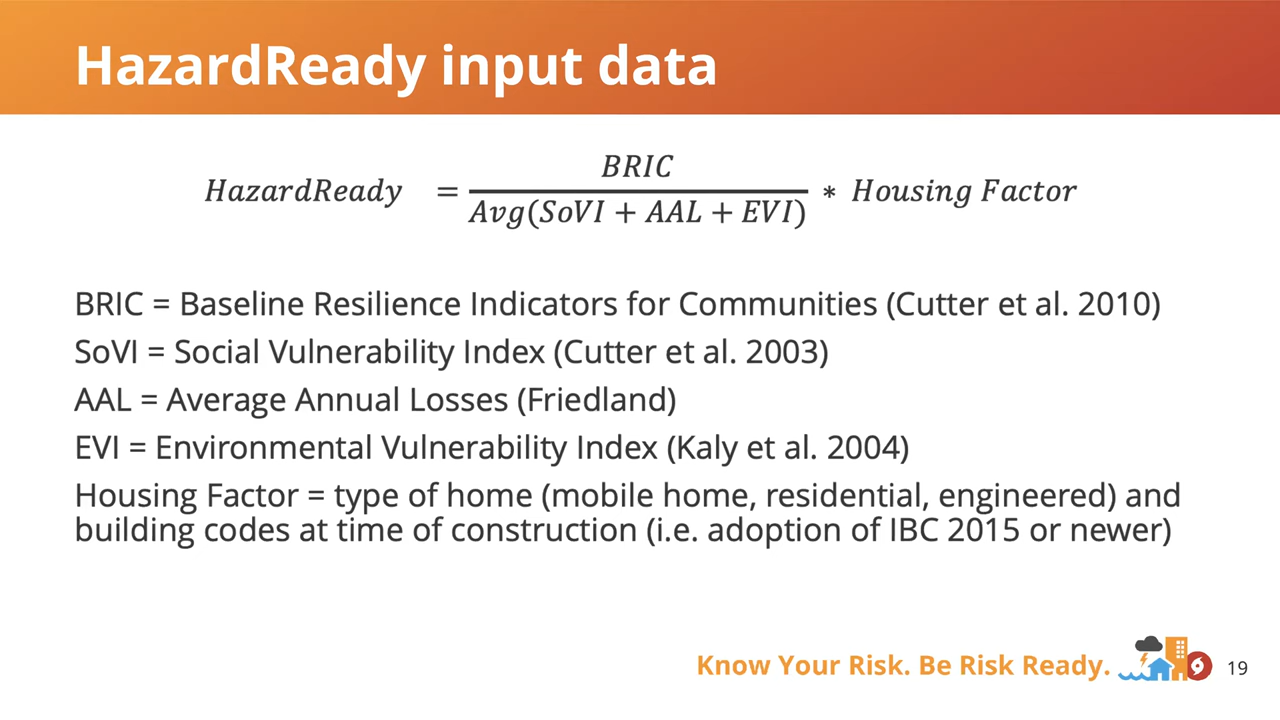 HazardReady input data
HazardReady = BRIC / Avg(SoVI + AAL + EVI) * Housing Factor
BRIC = Baseline Resilience Indicators for Communities (Cutter et al. 2010)
SoVI = Social Vulnerability Index (Cutter et al. 2003)
AAL = Average Annual Losses (Friedland)
EVI = Environmental Vulnerability Index (Kaly et al. 2004)
Housing Factor = type of home (mobile home, residential, engineered) and
building codes at time of construction (i.e. adoption of IBC 2015 or newer)
Know Your Risk. Be Risk Ready.
19